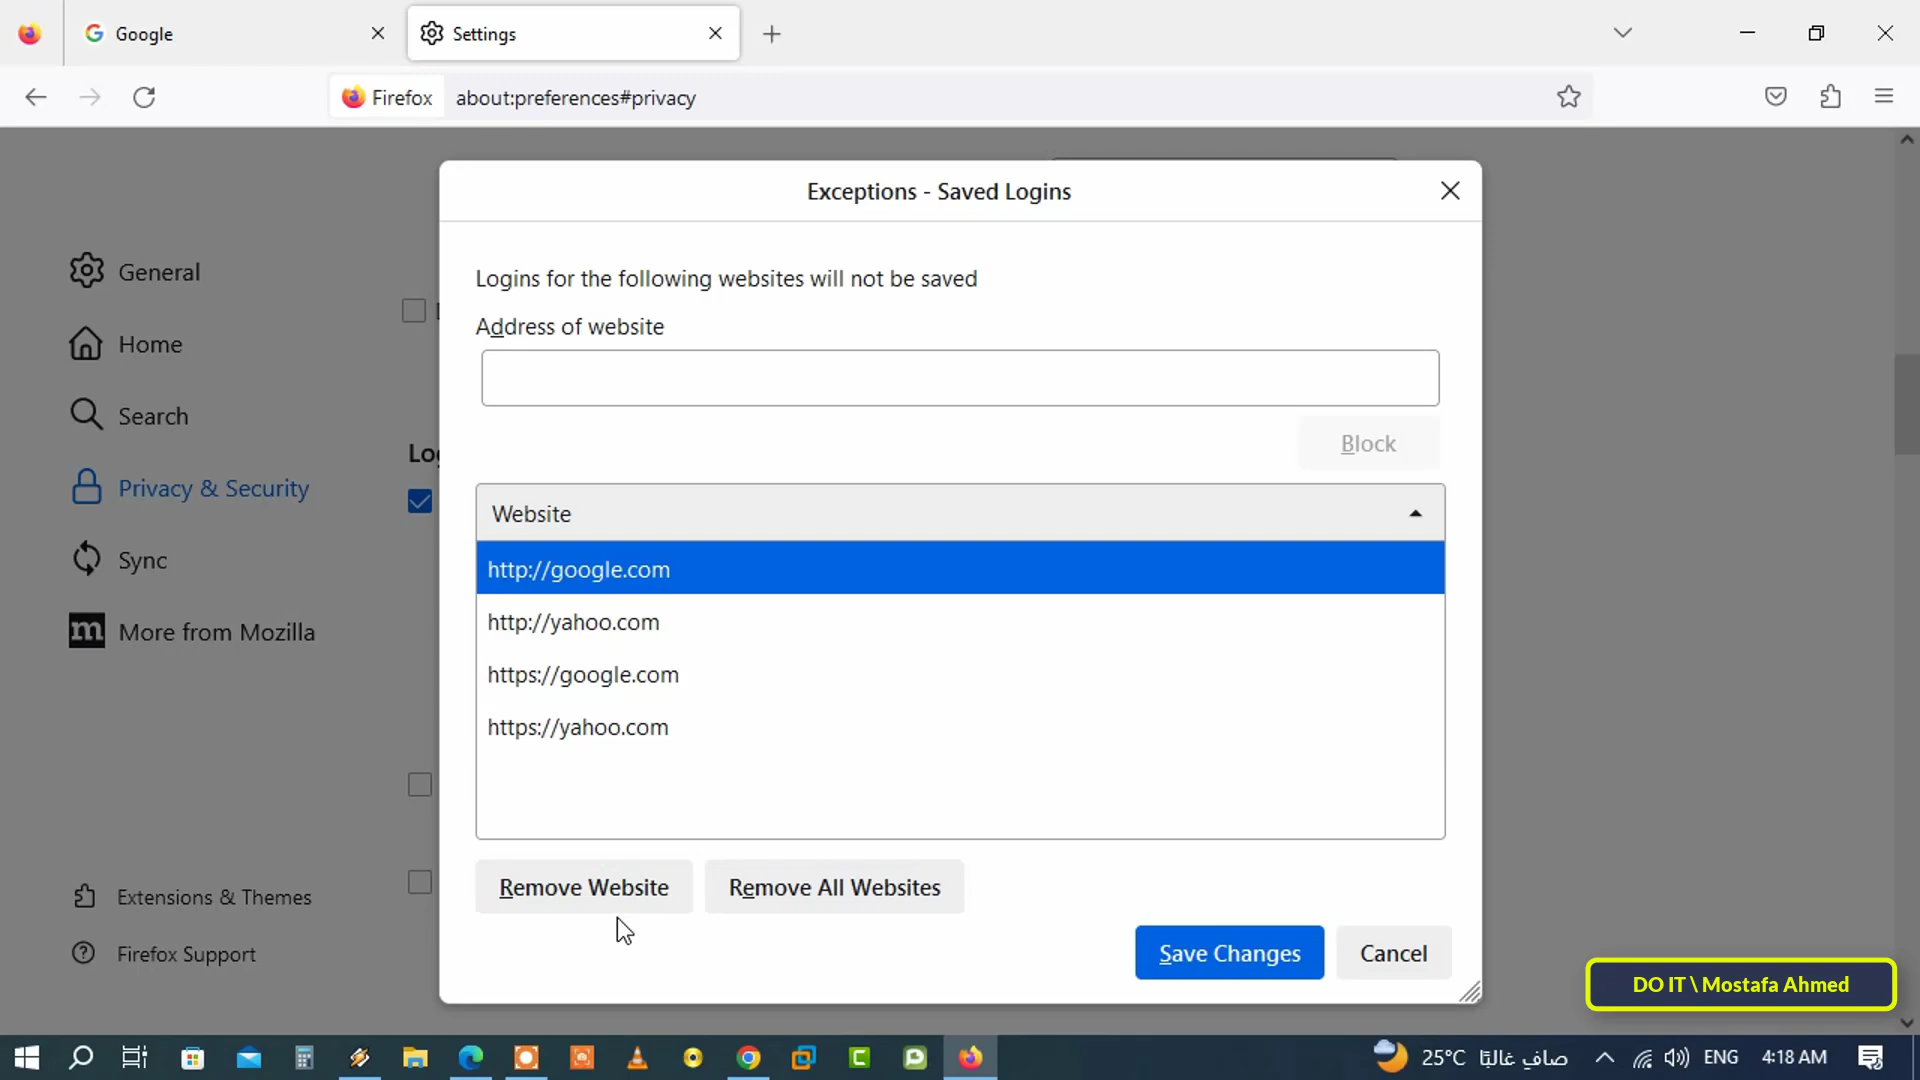 Google
Settings
Firefox
about:preferences#privacy
Exceptions - Saved Logins
Logins for the following websites will not be saved
Address of website
Block
Website
http://google.com
http://yahoo.com
https://google.com
https://yahoo.com
Remove Website
Remove All Websites
Save Changes
Cancel
General
Home
Search
Privacy & Security
Sync
m More from Mozilla
Extensions & Themes
Firefox Support
DO IT \ Mostafa Ahmed
25°C صافٍ غالبًا
ENG
4:18 AM